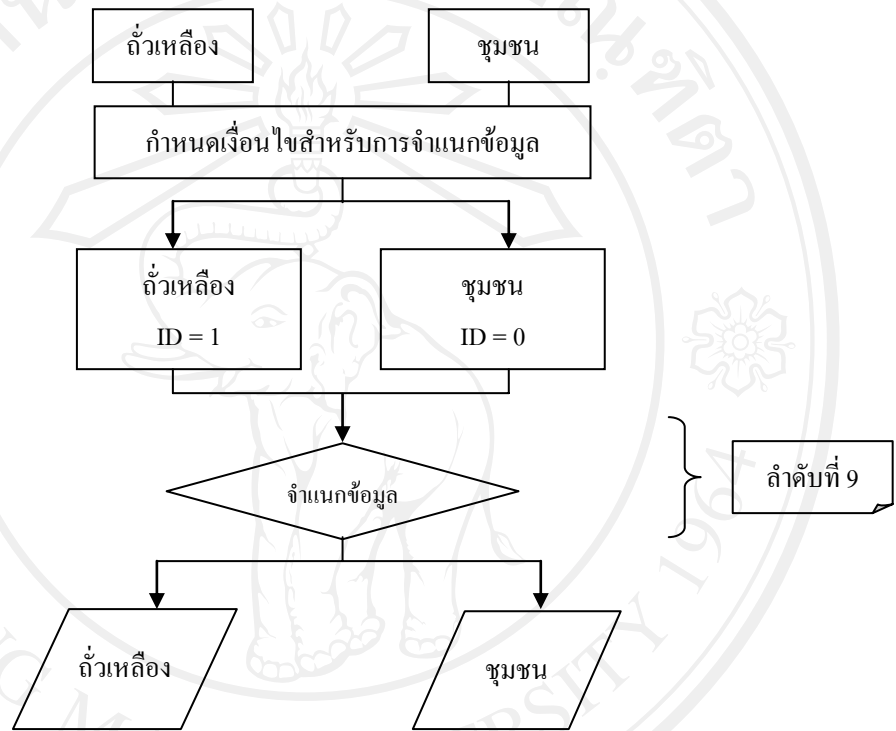 ถั่วเหลือง
ชุมชน
กำหนดเงื่อนไขสำหรับการจำแนกข้อมูล
ถั่วเหลือง
ID = 1
ชุมชน
ID = 0
จำแนกข้อมูล
ลำดับที่ 9
ถั่วเหลือง
ชุมชน